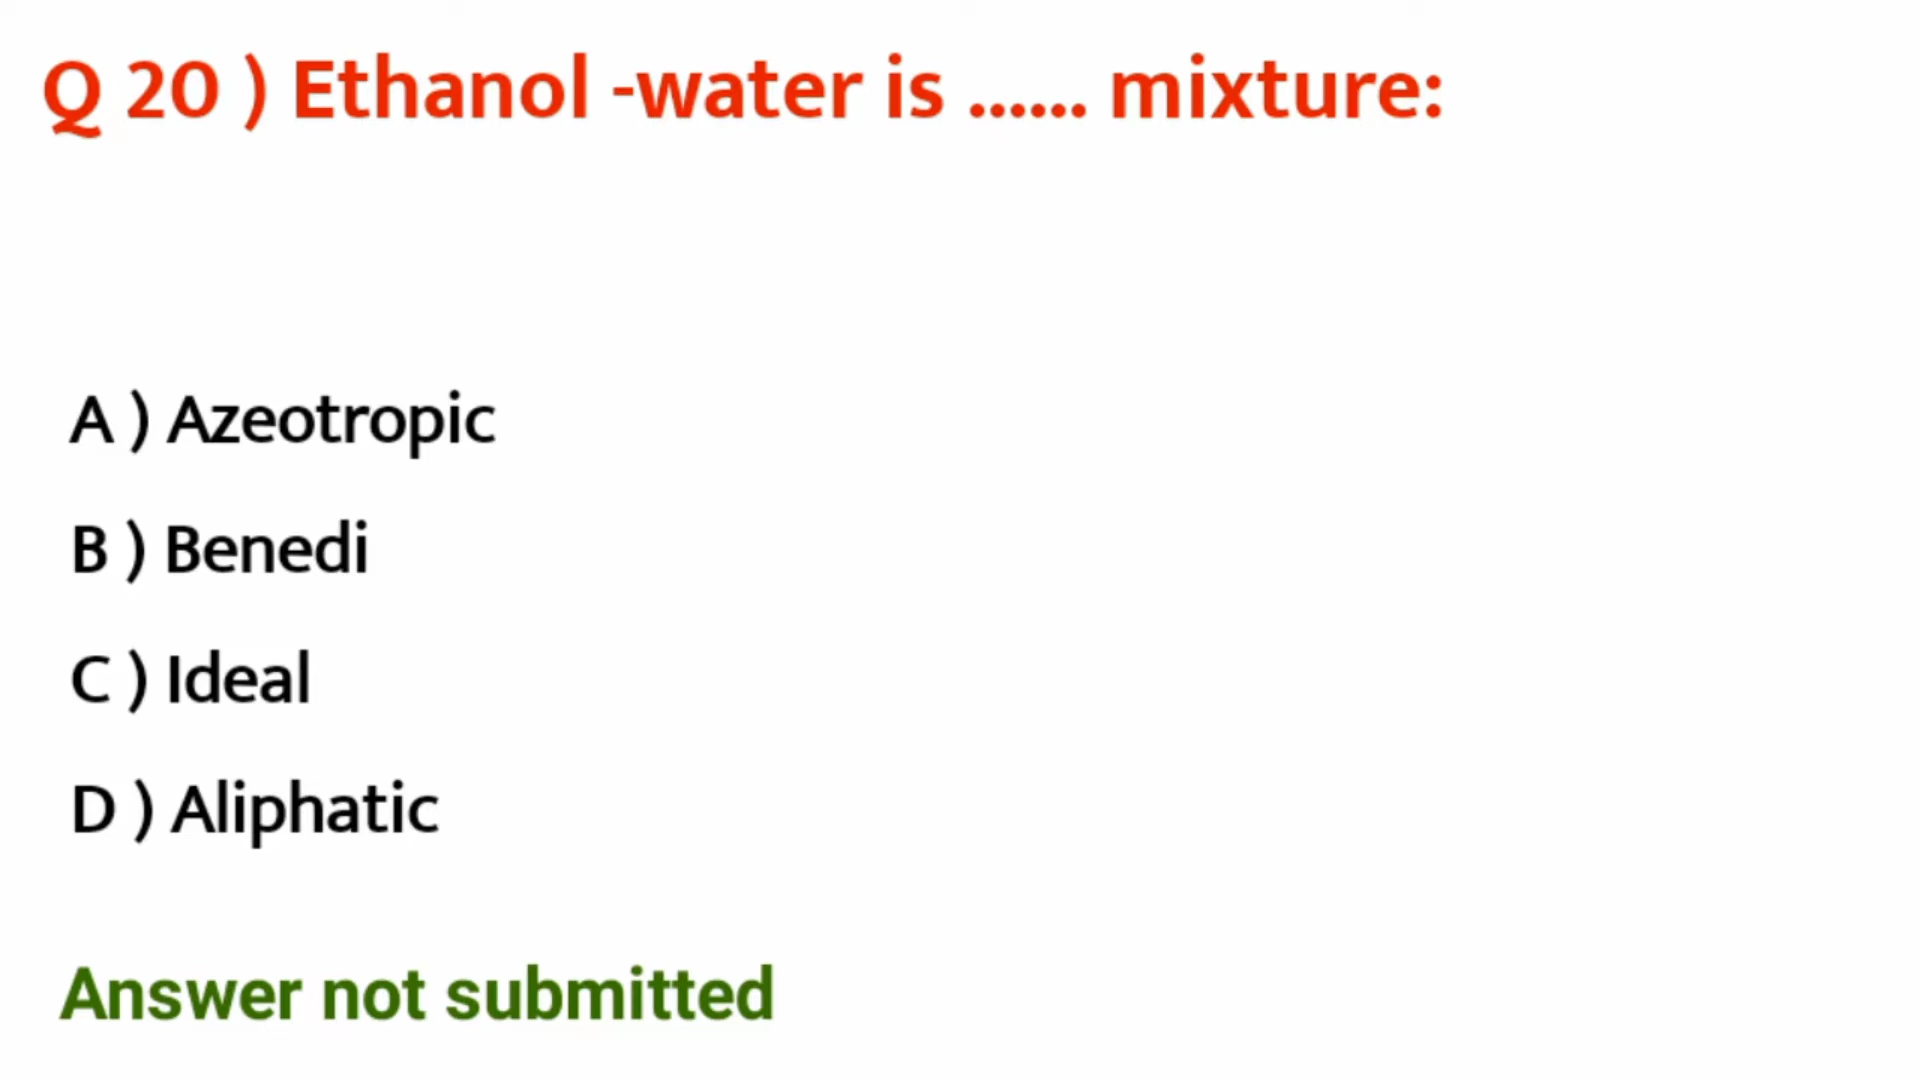 Q 20 ) Ethanol -water is ...... mixture:
A ) Azeotropic
B ) Benedi
C ) Ideal
D ) Aliphatic
Answer not submitted